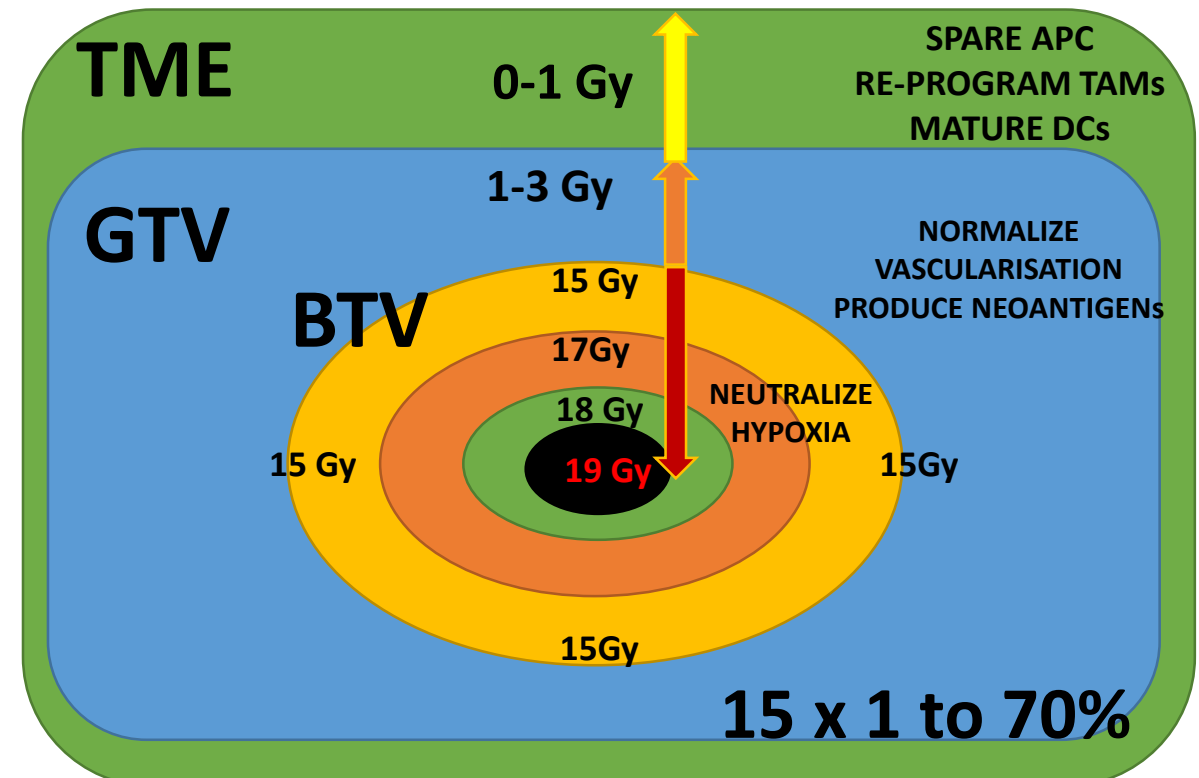 TME
0-1 Gy
SPARE APC
RE-PROGRAM TAMs
MATURE DCs
GTV
1-3 Gy
NORMALIZE
VASCULARISATION
PRODUCE NEOANTIGENs
BTV
15 Gy
17Gy
18 Gy
NEUTRALIZE
HYPOXIA
15 Gy
19 Gy
15Gy
15Gy
15 x 1 to 70%